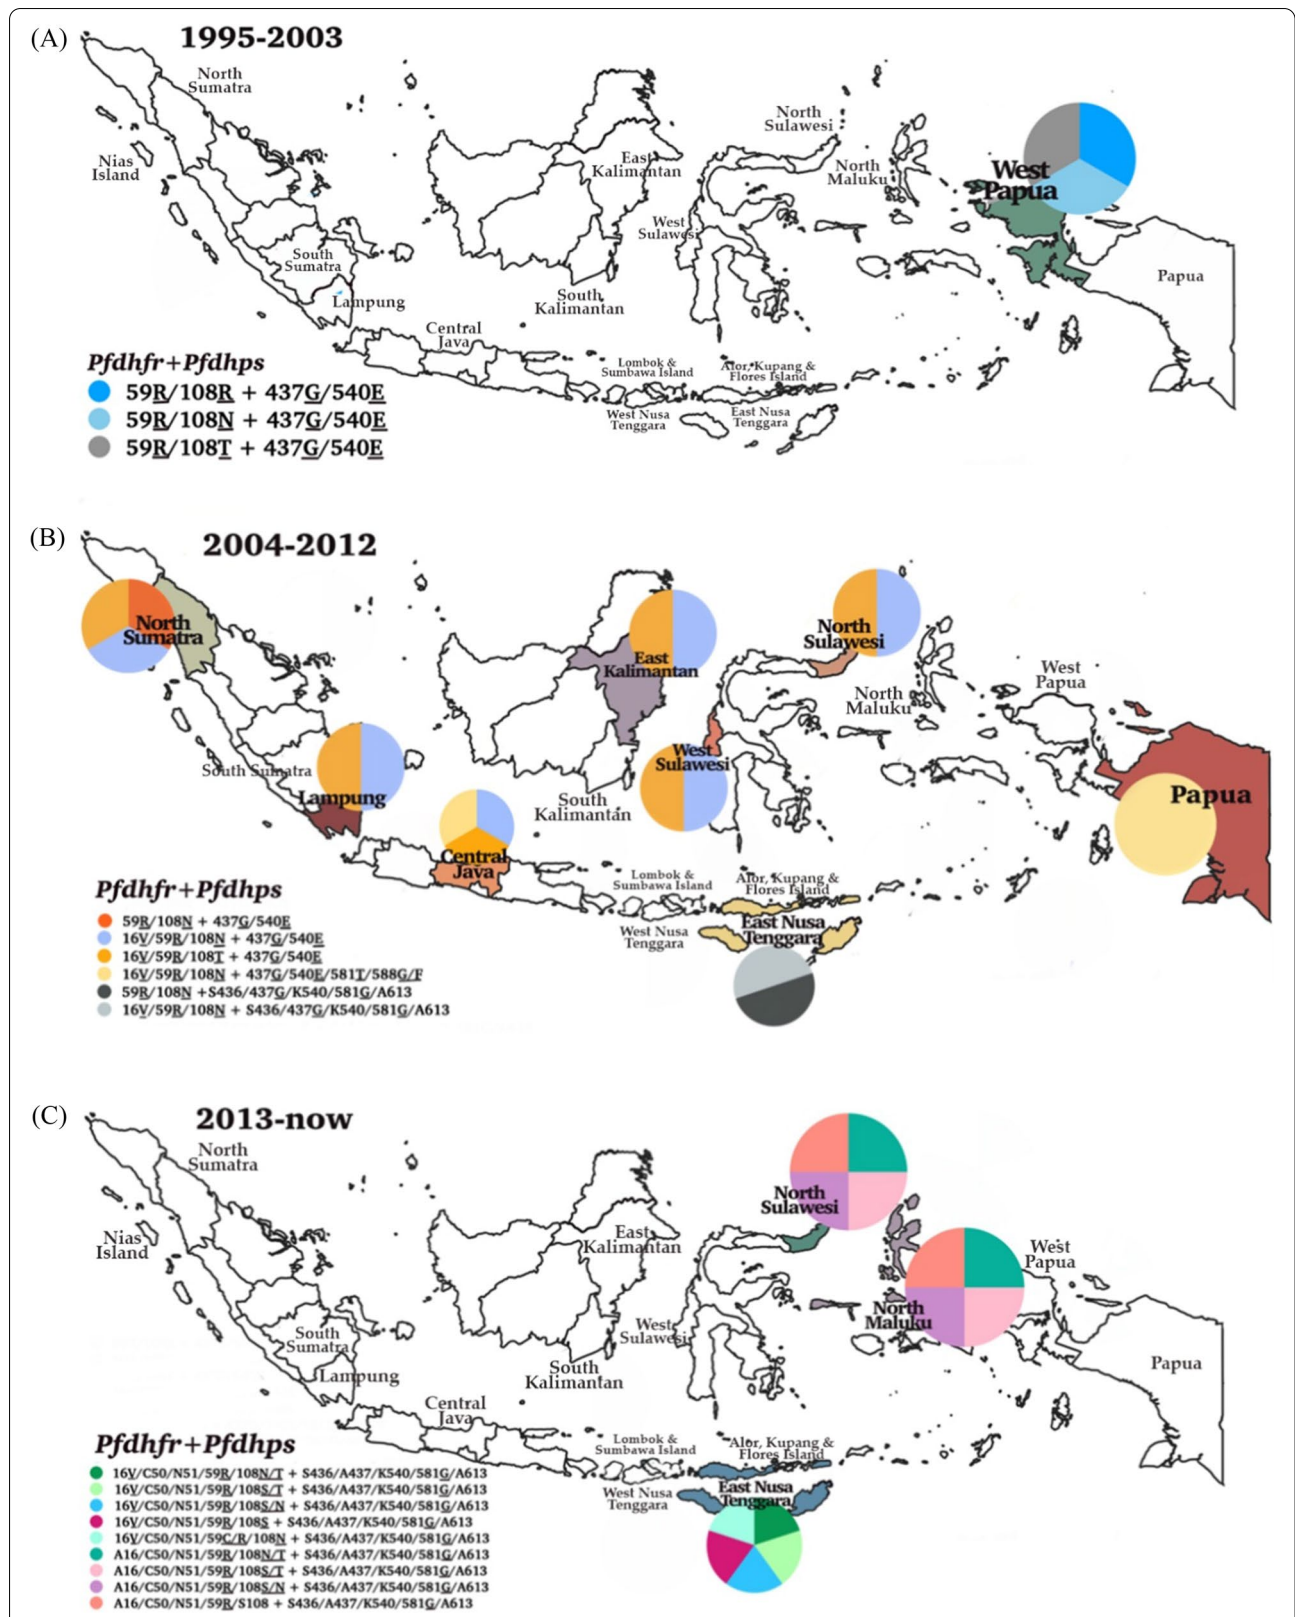 (A)
1995-2003
North
Sumatra
Nias
Island
South
Sumatra
Lampung
Central
Java
East
Kalimantan
South
Kalimantan
North
Sulawesi
West
Sulawesi
North
Maluku
West
Papua
Papua
Lombok &
Sumbawa Island
Alor, Kupang &
Flores Island
West Nusa
Tenggara
East Nusa
Tenggara
Pfdhfr+Pfdhps
59R/108R + 437G/540E
59R/108N + 437G/540E
59R/108T + 437G/540E
(B)
2004-2012
North
Sumatra
South Sumatra
Lampung
Central
Java
East
Kalimantan
South
Kalimantan
North
Sulawesi
West
Sulawesi
North
Maluku
West
Papua
Papua
Lombok &
Sumbawa Island
Alor, Kupang &
Flores Island
West Nusa
Tenggara
East Nusa
Tenggara
Pfdhfr+Pfdhps
59R/108N + 437G/540E
16V/59R/108N + 437G/540E
16V/59R/108T + 437G/540E
16V/59R/108N + 437G/540E/581T/588G/F
59R/108N +S436/437G/K540/581G/A613
16V/59R/108N + S436/437G/K540/581G/A613
(C)
2013-now
North
Sumatra
Nias
Island
South
Sumatra
Lampung
Central
Java
East
Kalimantan
South
Kalimantan
North
Sulawesi
West
Sulawesi
North
Maluku
West
Papua
Papua
Lombok &
Sumbawa Island
Alor, Kupang &
Flores Island
West Nusa
Tenggara
East Nusa
Tenggara
Pfdhfr+Pfdhps
16V/C50/N51/59R/108N/T + S436/A437/K540/581G/A613
16V/C50/N51/59R/108S/T + S436/A437/K540/581G/A613
16V/C50/N51/59R/108S/N + S436/A437/K540/581G/A613
16V/C50/N51/59R/108S + S436/A437/K540/581G/A613
16V/C50/N51/59C/R/108N + S436/A437/K540/581G/A613
A16/C50/N51/59R/108N/T + S436/A437/K540/581G/A613
A16/C50/N51/59R/108S/T + S436/A437/K540/581G/A613
A16/C50/N51/59R/108S/N + S436/A437/K540/581G/A613
A16/C50/N51/59R/S108 + S436/A437/K540/581G/A613